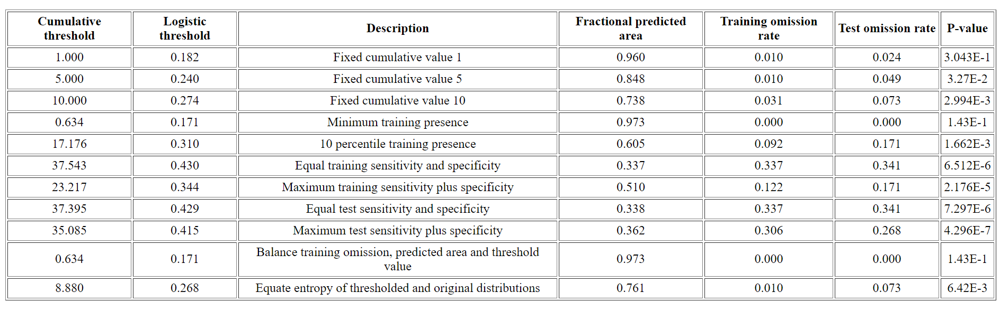 Cumulative threshold Logistic threshold Description Fractional predicted area Training omission rate Test omission rate P-value
1.000 0.182 Fixed cumulative value 1 0.960 0.010 0.024 3.043E-1
5.000 0.240 Fixed cumulative value 5 0.848 0.010 0.049 3.27E-2
10.000 0.274 Fixed cumulative value 10 0.738 0.031 0.073 2.994E-3
0.634 0.171 Minimum training presence 0.973 0.000 0.000 1.43E-1
17.176 0.310 10 percentile training presence 0.605 0.092 0.171 1.662E-3
37.543 0.430 Equal training sensitivity and specificity 0.337 0.337 0.341 6.512E-6
23.217 0.344 Maximum training sensitivity plus specificity 0.510 0.122 0.171 2.176E-5
37.395 0.429 Equal test sensitivity and specificity 0.338 0.337 0.341 7.297E-6
35.085 0.415 Maximum test sensitivity plus specificity 0.362 0.306 0.268 4.296E-7
0.634 0.171 Balance training omission, predicted area and threshold value 0.973 0.000 0.000 1.43E-1
8.880 0.268 Equate entropy of thresholded and original distributions 0.761 0.010 0.073 6.42E-3